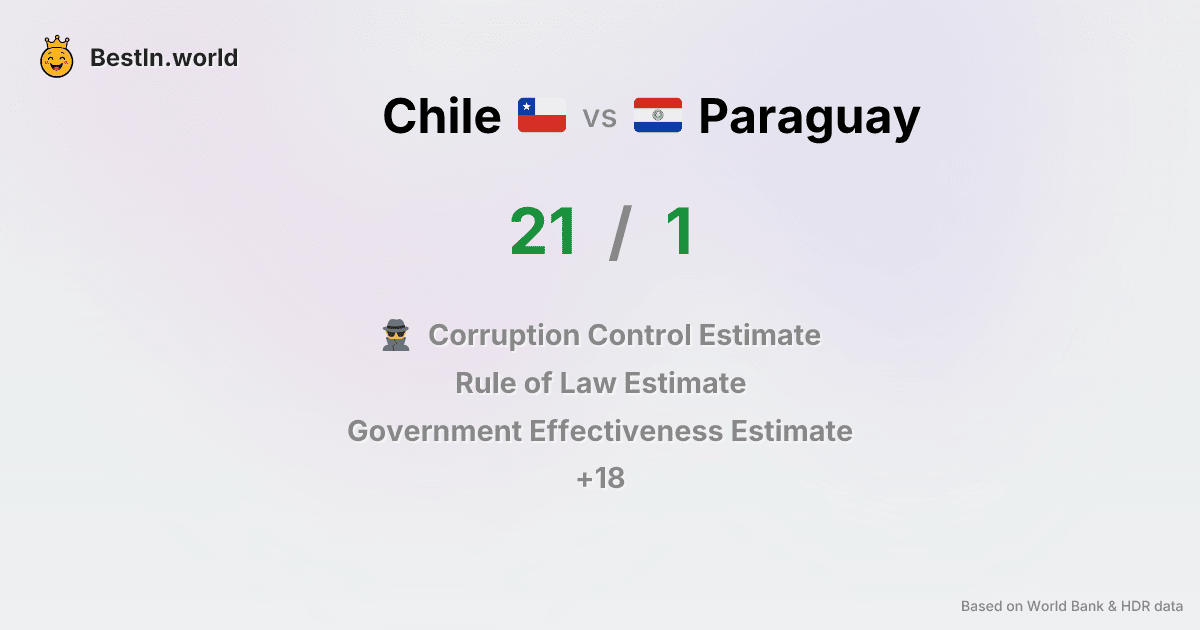 BestIn.world
Chile vs Paraguay
21 / 1
Corruption Control Estimate
Rule of Law Estimate
Government Effectiveness Estimate
+18
Based on World Bank & HDR data